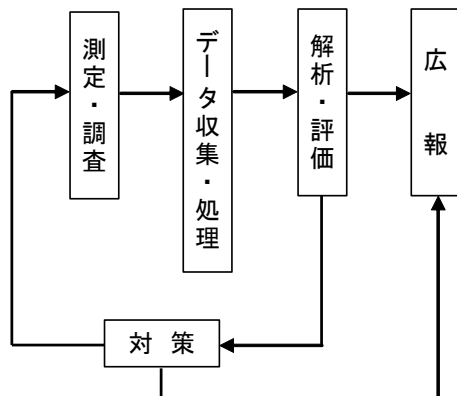 測定・調査
データ収集・処理
解析・評価
広報
対策